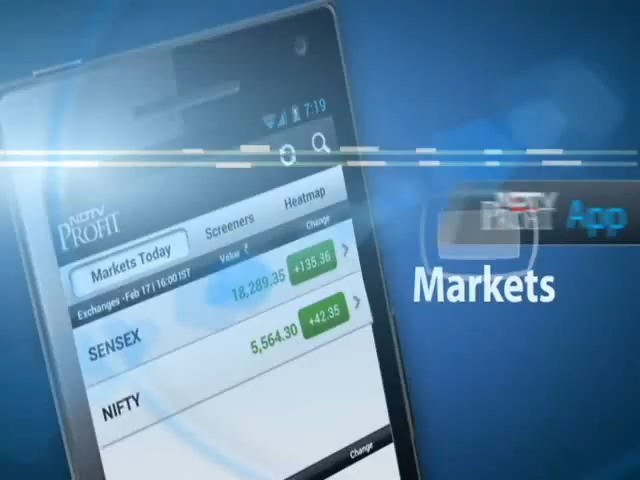 7:19
NDTV
PROFIT
Markets Today
Screeners
Heatmap
Exchanges - Feb 17 | 16:00 IST
Value ₹
Change
SENSEX
18,289.35
+135.36
NIFTY
5,564.30
+42.35
Change
NDTV
App
Markets